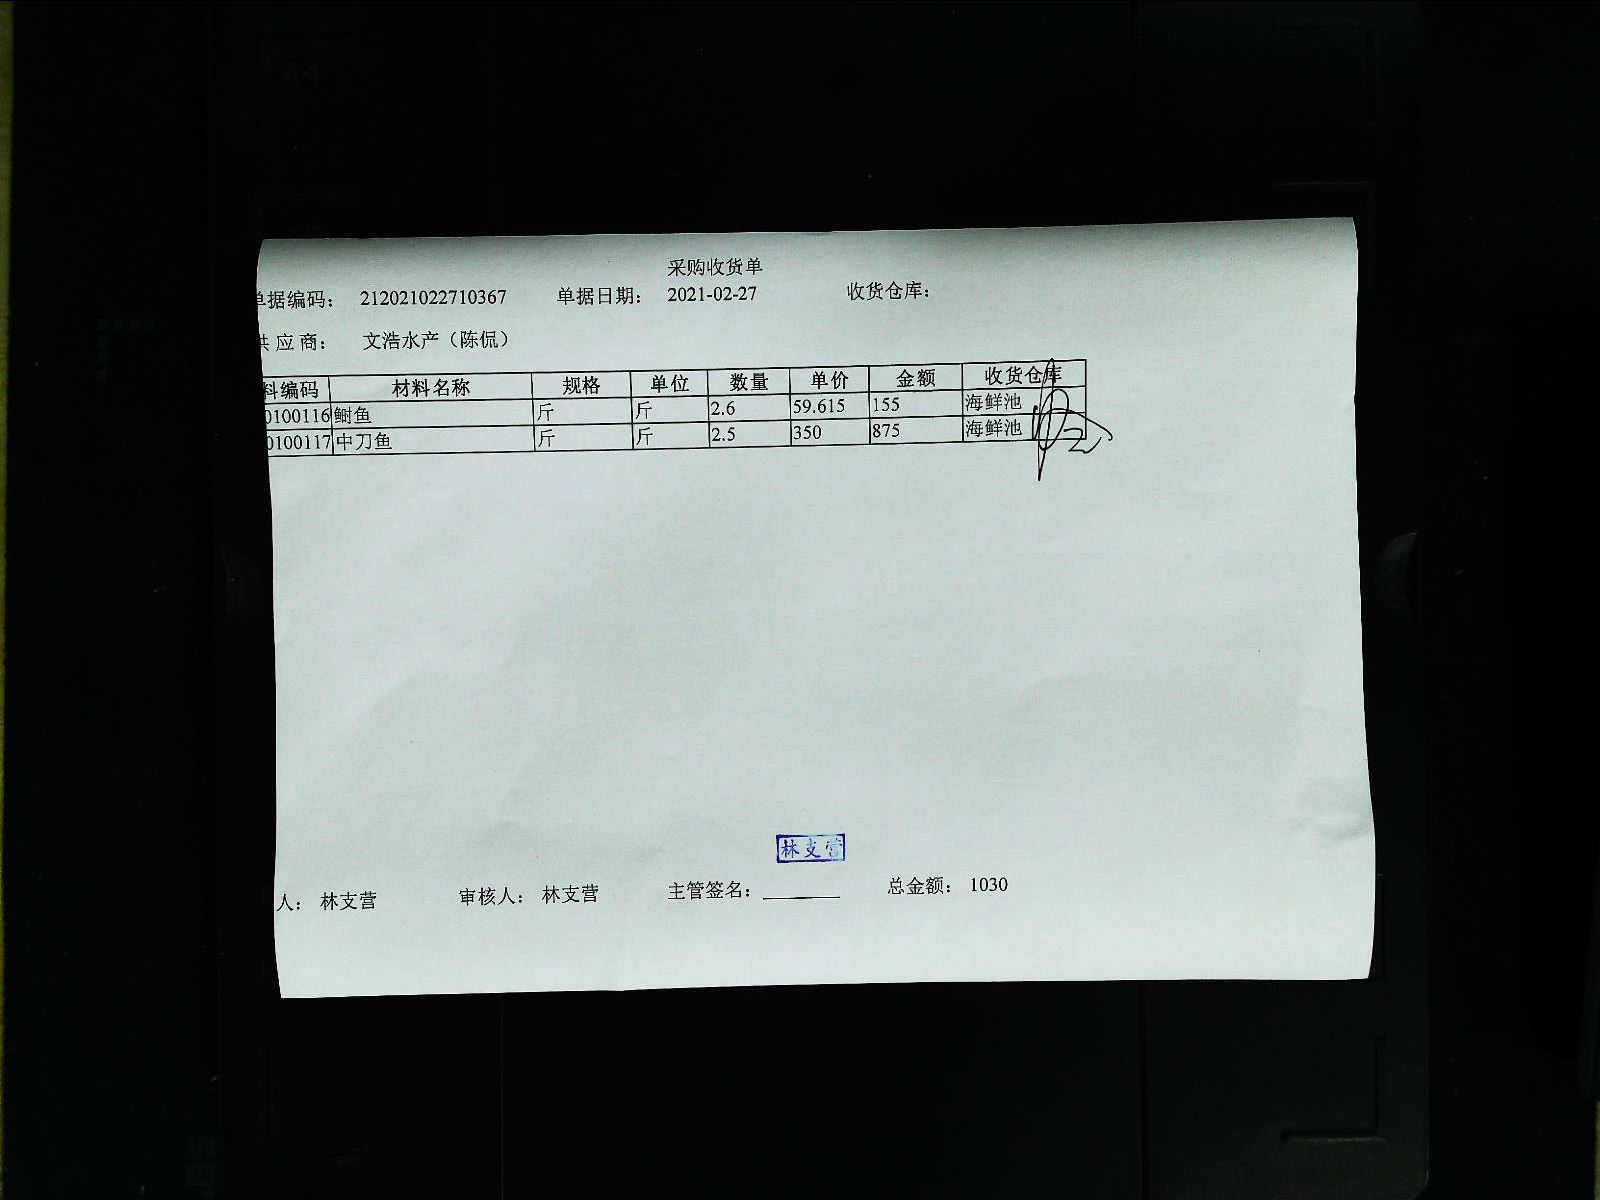 采购收货单
单据编码： 212021022710367 单据日期： 2021-02-27 收货仓库：
供应商： 文浩水产（陈侃）
料编码 材料名称 规格 单位 数量 单价 金额 收货仓库
0100116 鲥鱼 斤 斤 2.6 59.615 155 海鲜池
0100117 中刀鱼 斤 斤 2.5 350 875 海鲜池
林支营
人： 林支营 审核人： 林支营 主管签名： 总金额： 1030